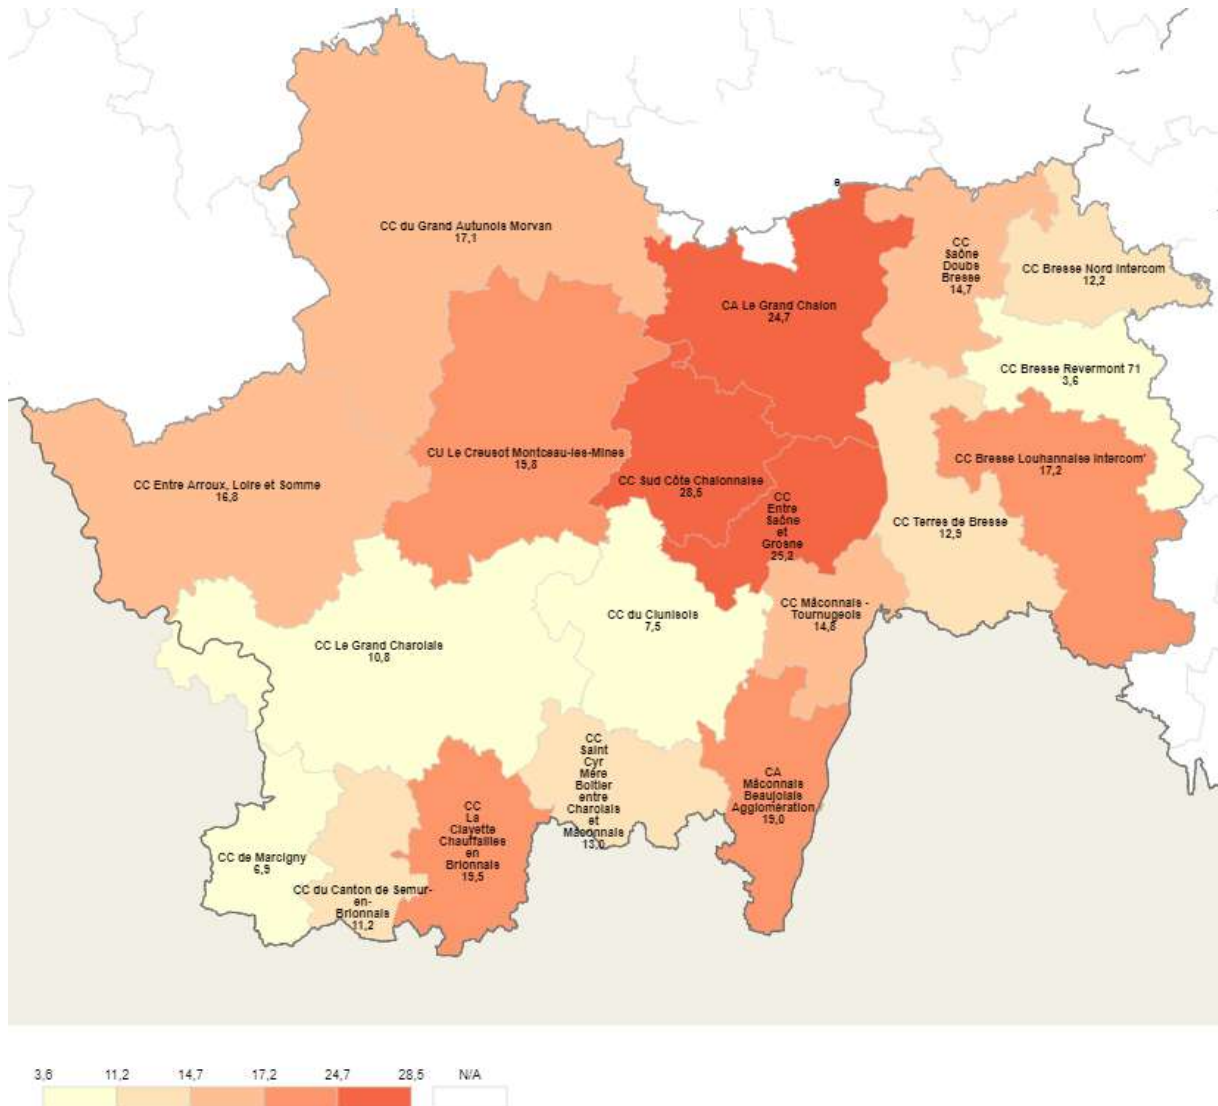 e
CC du Grand Autunois Morvan
17,1
CC
Saône
Doubs
Bresse
14,7
CC Bresse Nord Intercom
12,2
CA Le Grand Chalon
24,7
CC Bresse Revermont 71
3,6
CU Le Creusot Montceau-les-Mines
19,8
CC Bresse Louhannaise Intercom'
17,2
CC Entre Arroux, Loire et Somme
16,8
CC Sud Côte Chalonnaise
28,5
CC
Entre
Saône
et
Grosne
25,2
CC Terres de Bresse
12,9
CC du Clunisois
7,5
CC Mâconnais -
Tournugeois
14,8
CC Le Grand Charolais
10,8
CC
Saint
Cyr
Mère
Boitier
entre
Charolais
et
Mâconnais
13,0
CA
Mâconnais
Beaujolais
Agglomération
19,0
CC
La
Clayette
Chauffailles
en
Brionnais
19,5
CC de Marcigny
6,9
CC du Canton de Semur-
en-
Brionnais
11,2
3,6 11,2 14,7 17,2 24,7 28,5 N/A